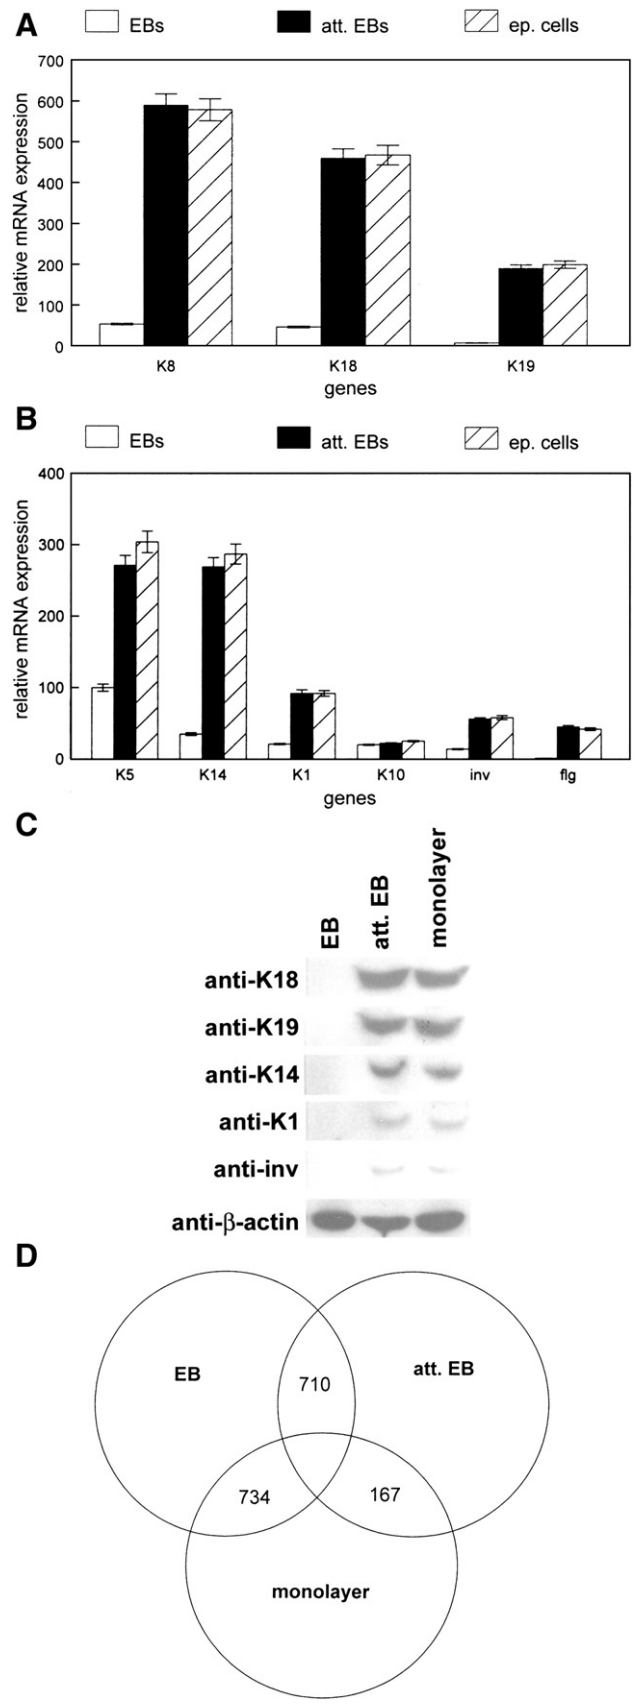 A
EBs att. EBs ep. cells
700
600
500
400
300
200
100
0
relative mRNA expression
K8 K18 K19
genes
B
EBs att. EBs ep. cells
400
300
200
100
0
relative mRNA expression
K5 K14 K1 K10 inv flg
genes
C
EB att. EB monolayer
anti-K18
anti-K19
anti-K14
anti-K1
anti-inv
anti-β-actin
D
EB
att. EB
710
734
167
monolayer